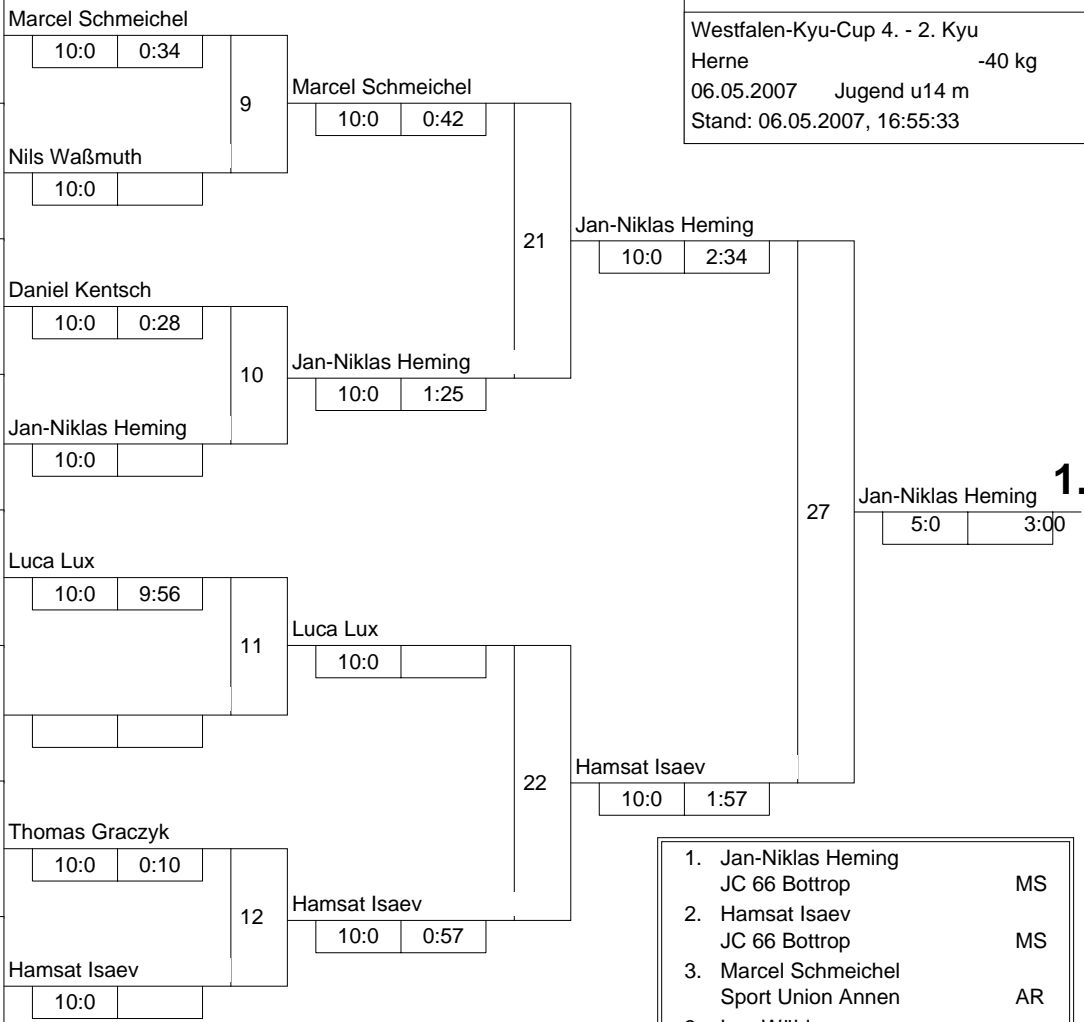 Marcel Schmeichel
10:0 0:34
9
Nils Waßmuth
10:0
Daniel Kentsch
10:0 0:28
10
Jan-Niklas Heming
10:0
Luca Lux
10:0 9:56
11
Thomas Graczyk
10:0 0:10
12
Hamsat Isaev
10:0
Marcel Schmeichel
10:0 0:42
21
Jan-Niklas Heming
10:0 1:25
Luca Lux
10:0
22
Hamsat Isaev
10:0 0:57
Jan-Niklas Heming
10:0 2:34
27
Hamsat Isaev
10:0 1:57
Jan-Niklas Heming 1.
5:0 3:00
Westfalen-Kyu-Cup 4. - 2. Kyu
Herne -40 kg
06.05.2007 Jugend u14 m
Stand: 06.05.2007, 16:55:33
1. Jan-Niklas Heming
JC 66 Bottrop MS
2. Hamsat Isaev
JC 66 Bottrop MS
3. Marcel Schmeichel
Sport Union Annen AR